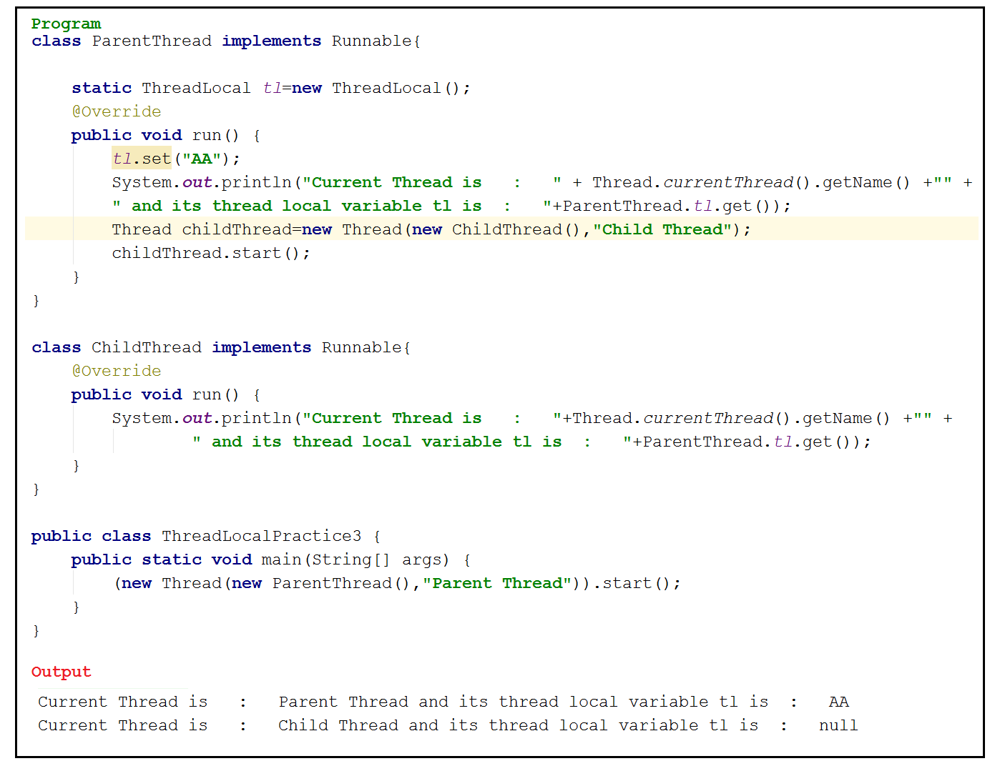 Program
class ParentThread implements Runnable{
static ThreadLocal tl=new ThreadLocal();
@Override
public void run() {
tl.set("AA");
System.out.println("Current Thread is   :   " + Thread.currentThread().getName() +"" +
" and its thread local variable tl is  :   "+ParentThread.tl.get());
Thread childThread=new Thread(new ChildThread(),"Child Thread");
childThread.start();
}
}
class ChildThread implements Runnable{
@Override
public void run() {
System.out.println("Current Thread is   :   "+Thread.currentThread().getName() +"" +
" and its thread local variable tl is  :   "+ParentThread.tl.get());
}
}
public class ThreadLocalPractice3 {
public static void main(String[] args) {
(new Thread(new ParentThread(),"Parent Thread")).start();
}
}
Output
Current Thread is   :   Parent Thread and its thread local variable tl is  :   AA
Current Thread is   :   Child Thread and its thread local variable tl is  :   null